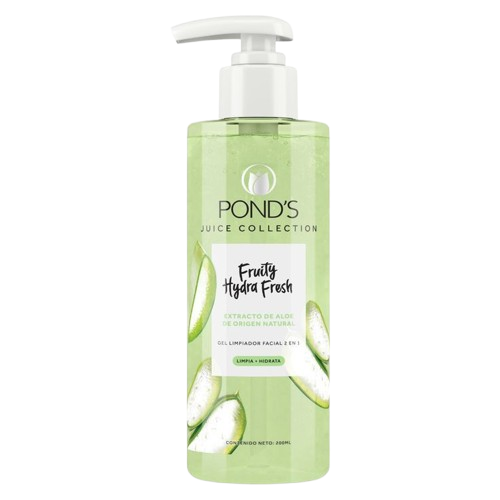 POND'S
JUICE COLLECTION
Fruity
Hydra Fresh
EXTRACTO DE ALOE
DE ORIGEN NATURAL
GEL LIMPIADOR FACIAL 2 EN 1
LIMPIA + HIDRATA
CONTENIDO NETO: 200ML